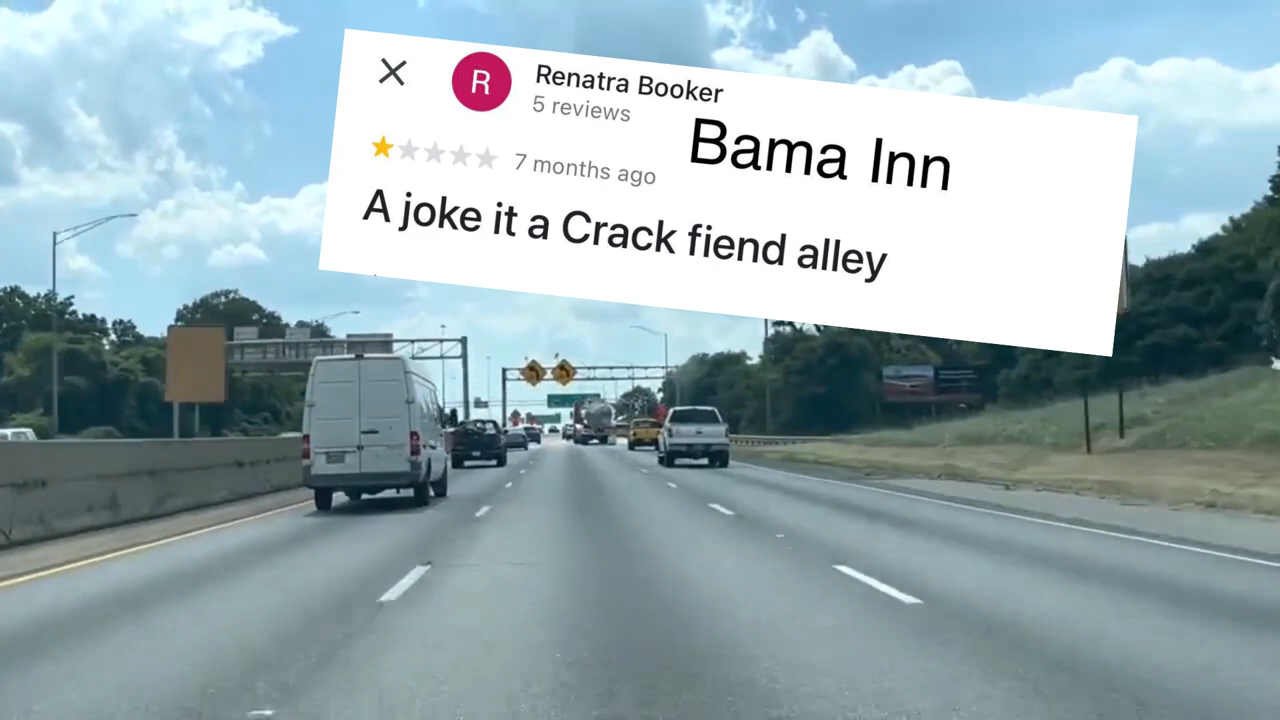 R
Renatra Booker
5 reviews
Bama Inn
7 months ago
A joke it a Crack fiend alley